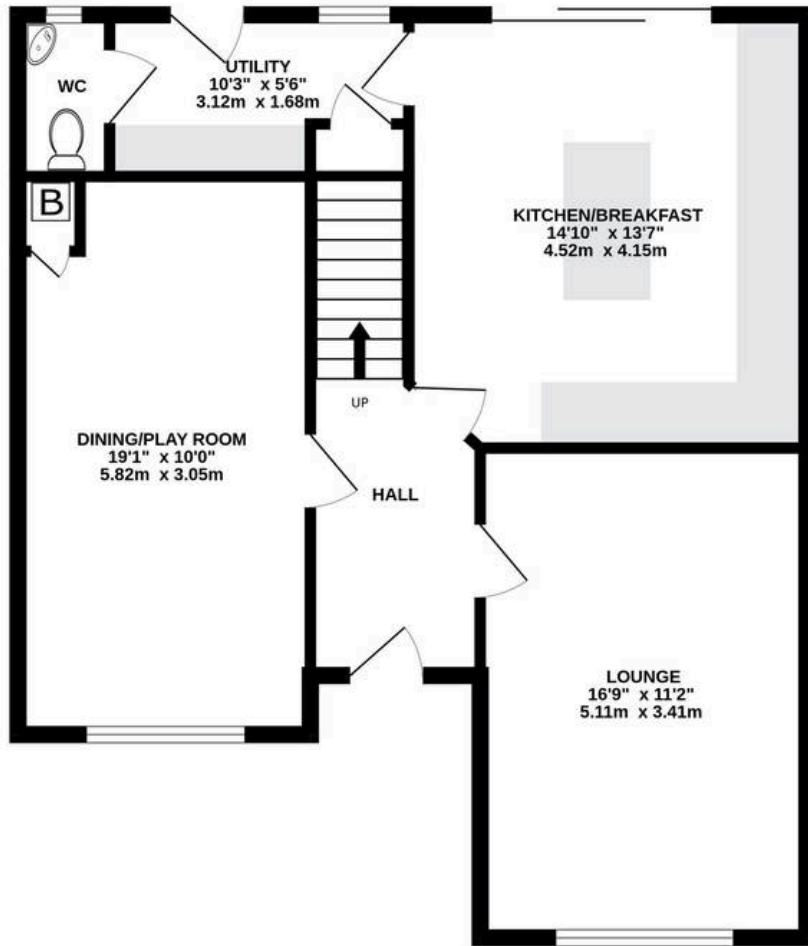 WC
UTILITY
10'3" x 5'6"
3.12m x 1.68m
B
KITCHEN/BREAKFAST
14'10" x 13'7"
4.52m x 4.15m
UP
DINING/PLAY ROOM
19'1" x 10'0"
5.82m x 3.05m
HALL
LOUNGE
16'9" x 11'2"
5.11m x 3.41m